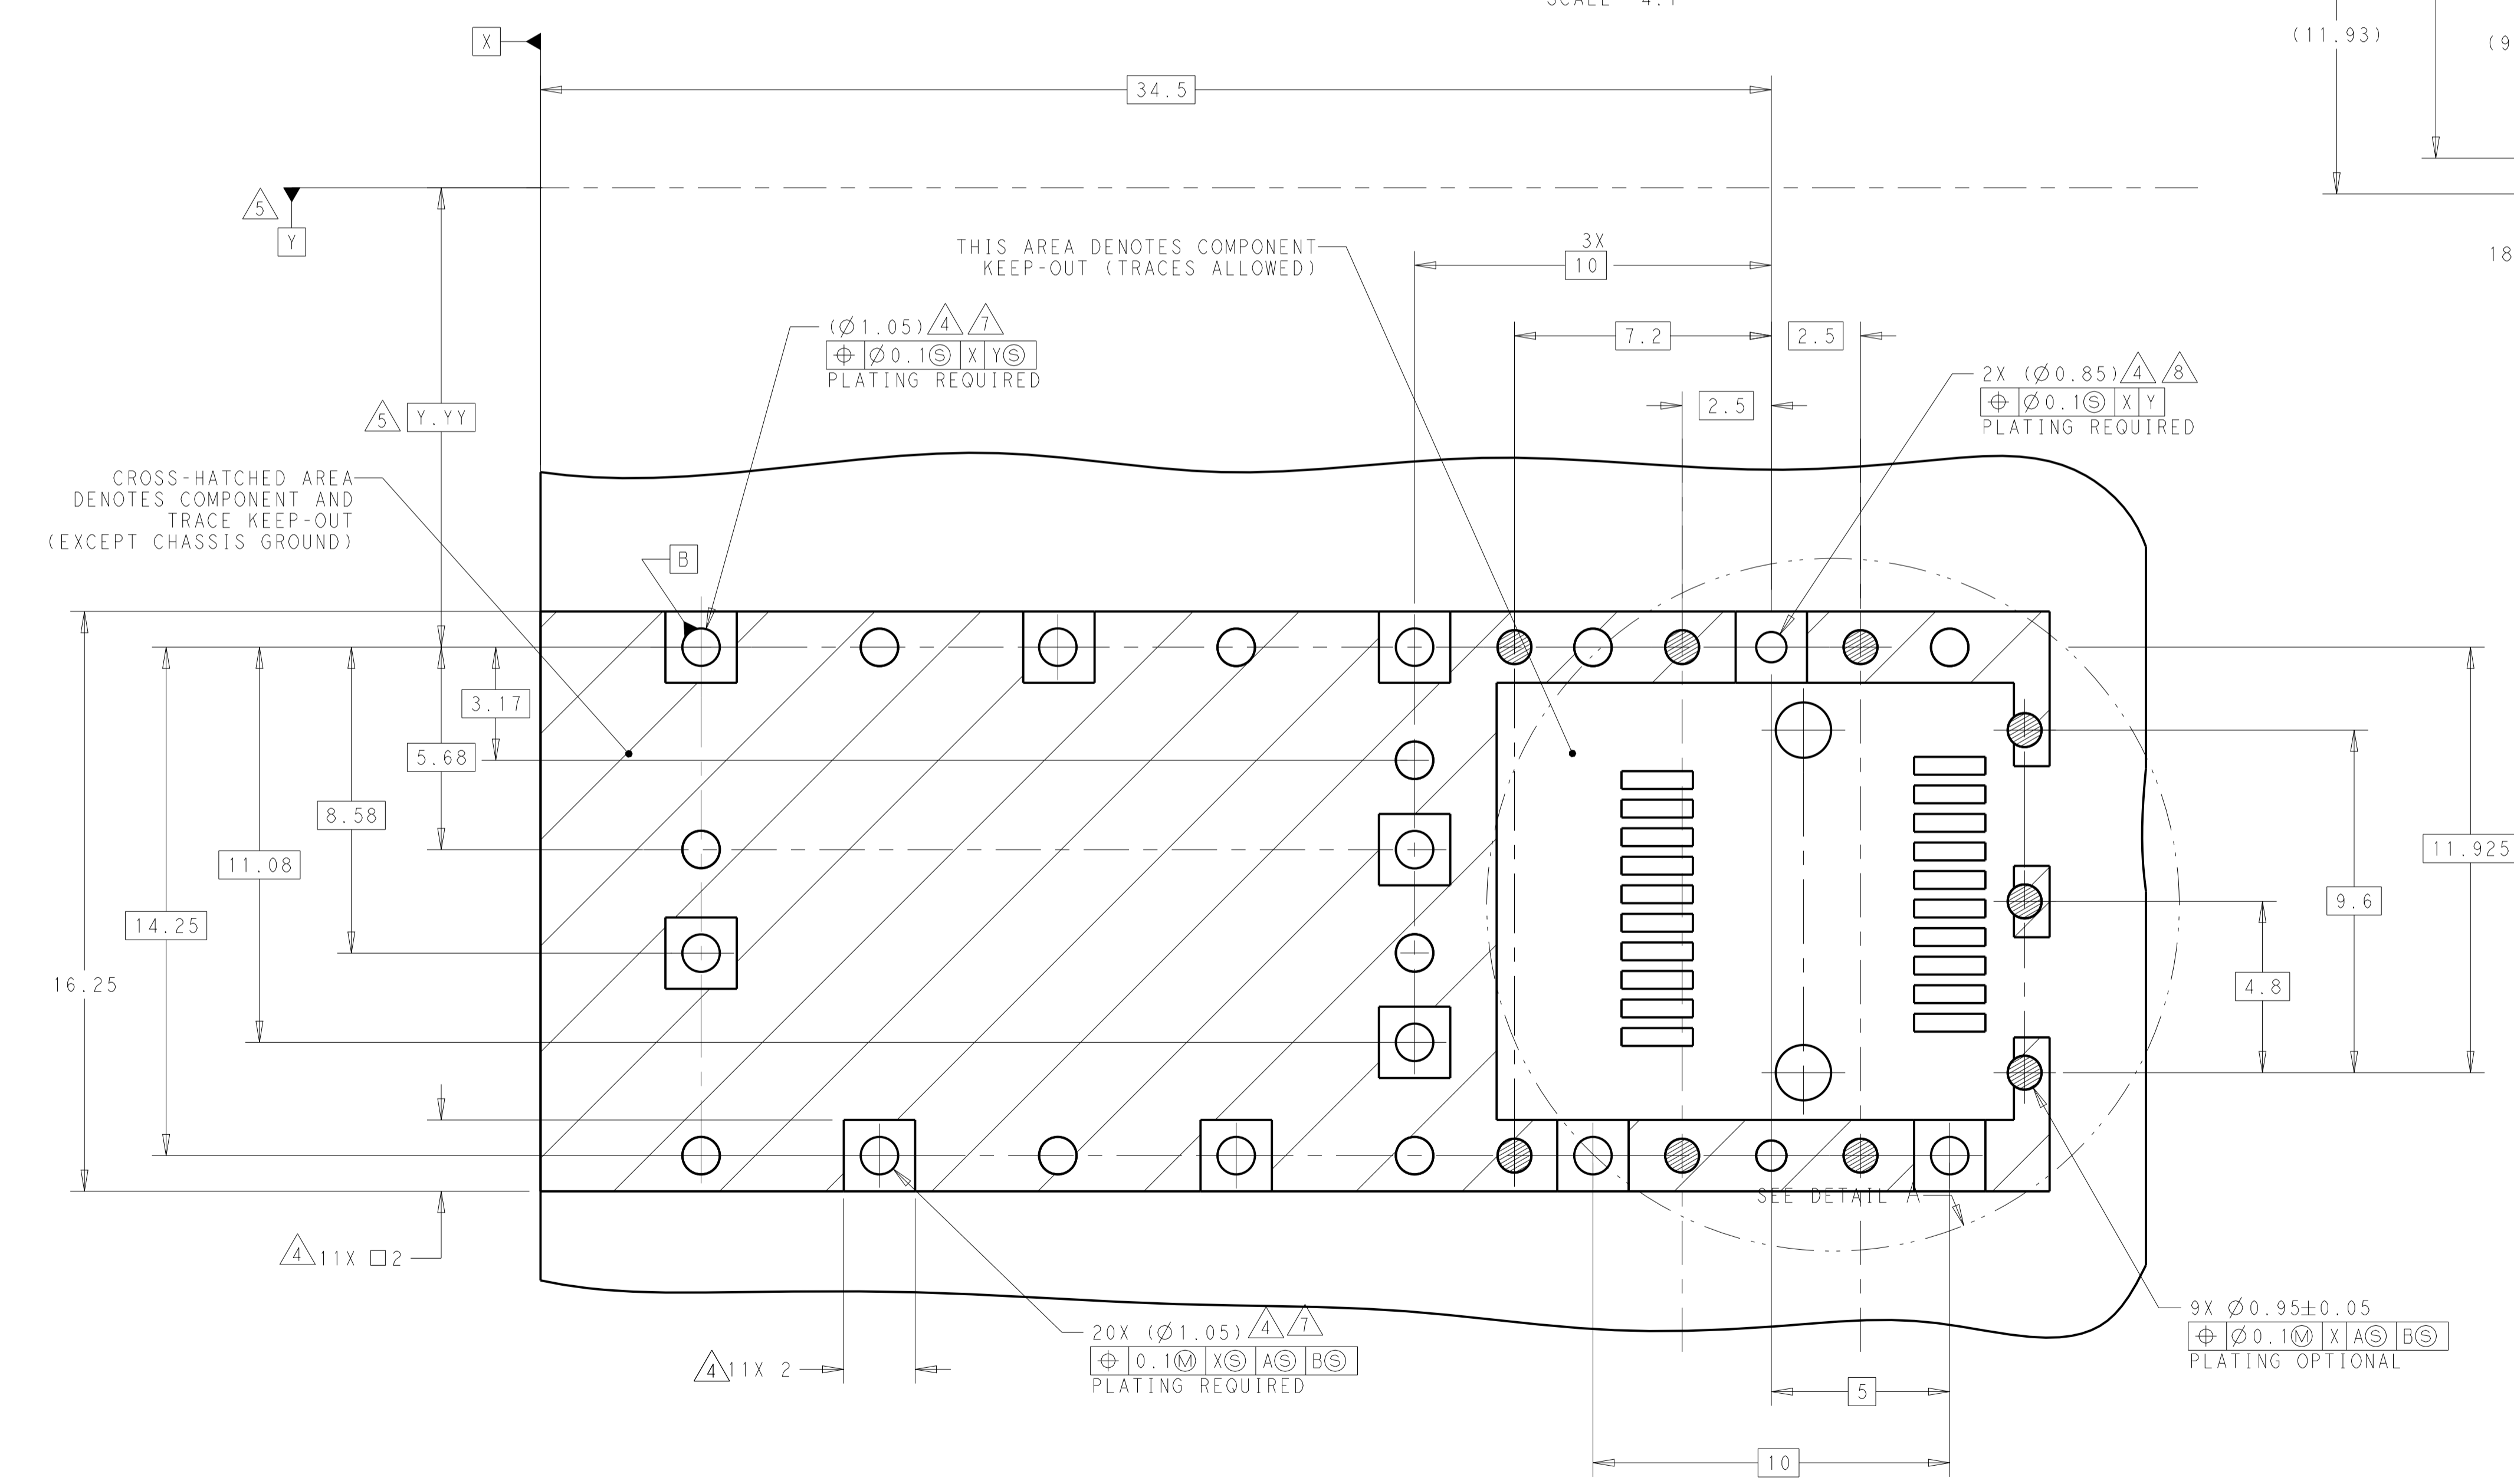 (11.93)
X
34.5
5
Y
THIS AREA DENOTES COMPONENT
KEEP-OUT (TRACES ALLOWED)
3X
10
(Ø1.05) 4 7
⌖ Ø0.1Ⓢ X YⓈ
PLATING REQUIRED
7.2
2.5
2.5
2X (Ø0.85) 4 8
⌖ Ø0.1Ⓢ X Y
PLATING REQUIRED
5 Y.YY
CROSS-HATCHED AREA
DENOTES COMPONENT AND
TRACE KEEP-OUT
(EXCEPT CHASSIS GROUND)
B
3.17
5.68
8.58
11.08
14.25
16.25
11.925
9.6
4.8
SEE DETAIL A
4 11X □2
4 11X 2
20X (Ø1.05) 4 7
⌖ 0.1Ⓜ XⓈ AⓈ BⓈ
PLATING REQUIRED
9X Ø0.95±0.05
⌖ Ø0.1Ⓜ X AⓈ BⓈ
PLATING OPTIONAL
5
10